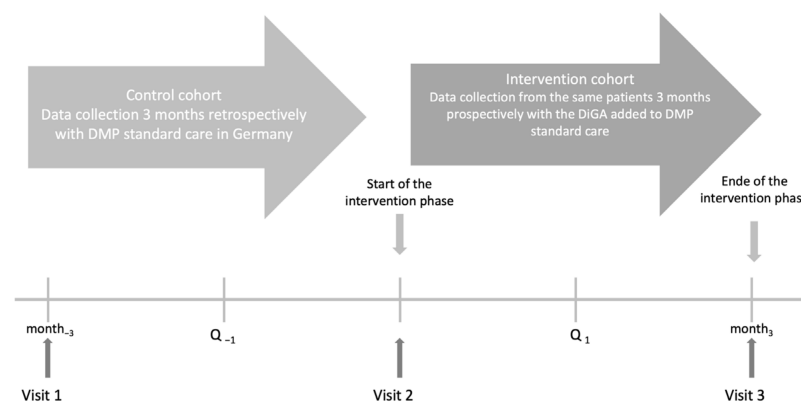 Control cohort
Data collection 3 months retrospectively
with DMP standard care in Germany
Intervention cohort
Data collection from the same patients 3 months
prospectively with the DiGA added to DMP
standard care
Start of the
intervention phase
Ende of the
intervention phas
month₋₃
Q ₋₁
Q ₁
month₃
Visit 1
Visit 2
Visit 3